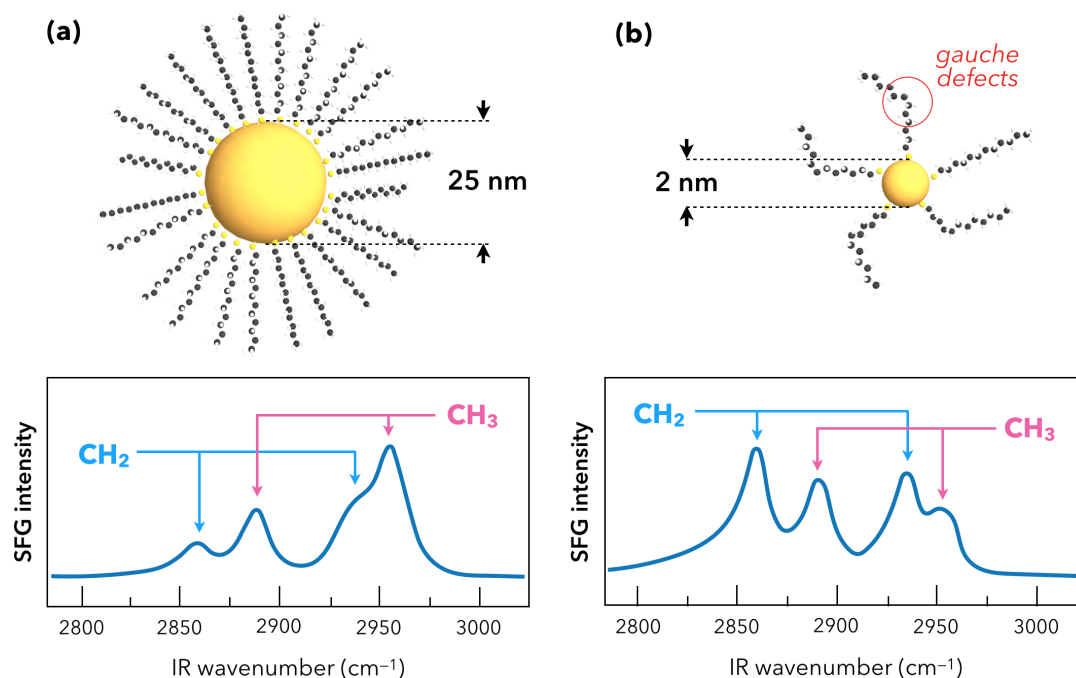 (a)
25 nm
CH₂
CH₃
SFG intensity
2800 2850 2900 2950 3000
IR wavenumber (cm⁻¹)
(b)
gauche
defects
2 nm
CH₂
CH₃
SFG intensity
2800 2850 2900 2950 3000
IR wavenumber (cm⁻¹)